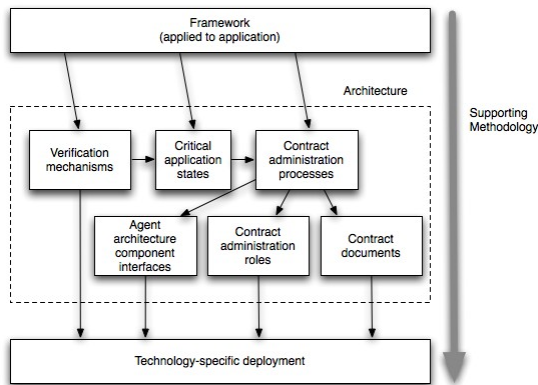 Framework
(applied to application)
Architecture
Supporting
Methodology
Verification
mechanisms
Critical
application
states
Contract
administration
processes
Agent
architecture
component
interfaces
Contract
administration
roles
Contract
documents
Technology-specific deployment